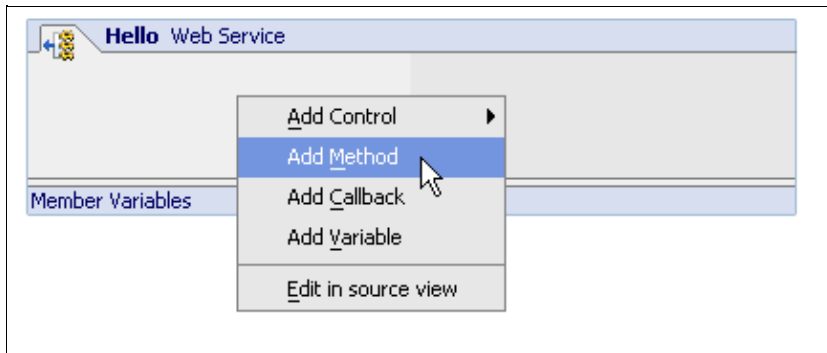 Hello Web Service
Add Control
Add Method
Add Callback
Member Variables
Add Variable
Edit in source view